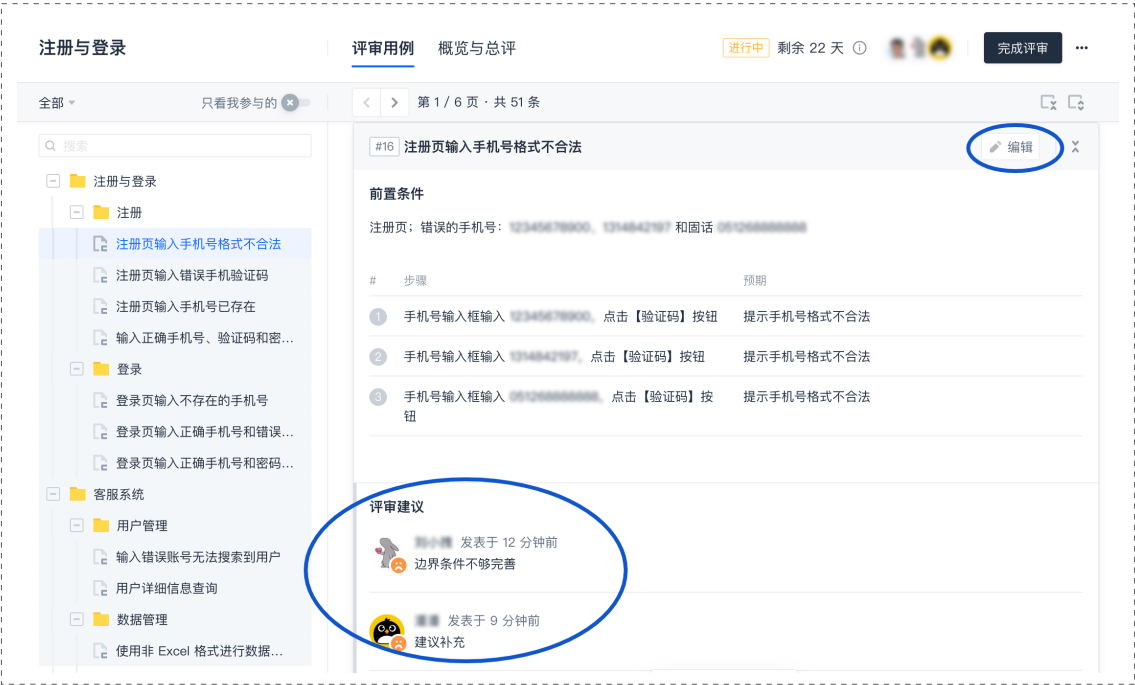 注册与登录
评审用例 概览与总评
进行中 剩余 22 天
完成评审
全部
只看我参与的
第 1 / 6 页 · 共 51 条
搜索
注册与登录
注册
注册页输入手机号格式不合法
注册页输入错误手机验证码
注册页输入手机号已存在
输入正确手机号、验证码和密...
登录
登录页输入不存在的手机号
登录页输入正确手机号和错误...
登录页输入正确手机号和密码...
客服系统
用户管理
输入错误账号无法搜索到用户
用户详细信息查询
数据管理
使用非 Excel 格式进行数据...
#16 注册页输入手机号格式不合法
编辑
前置条件
注册页；错误的手机号： 和固话
# 步骤 预期
1 手机号输入框输入 点击【验证码】按钮 提示手机号格式不合法
2 手机号输入框输入 点击【验证码】按钮 提示手机号格式不合法
3 手机号输入框输入 点击【验证码】按 提示手机号格式不合法
钮
评审建议
发表于 12 分钟前
边界条件不够完善
发表于 9 分钟前
建议补充